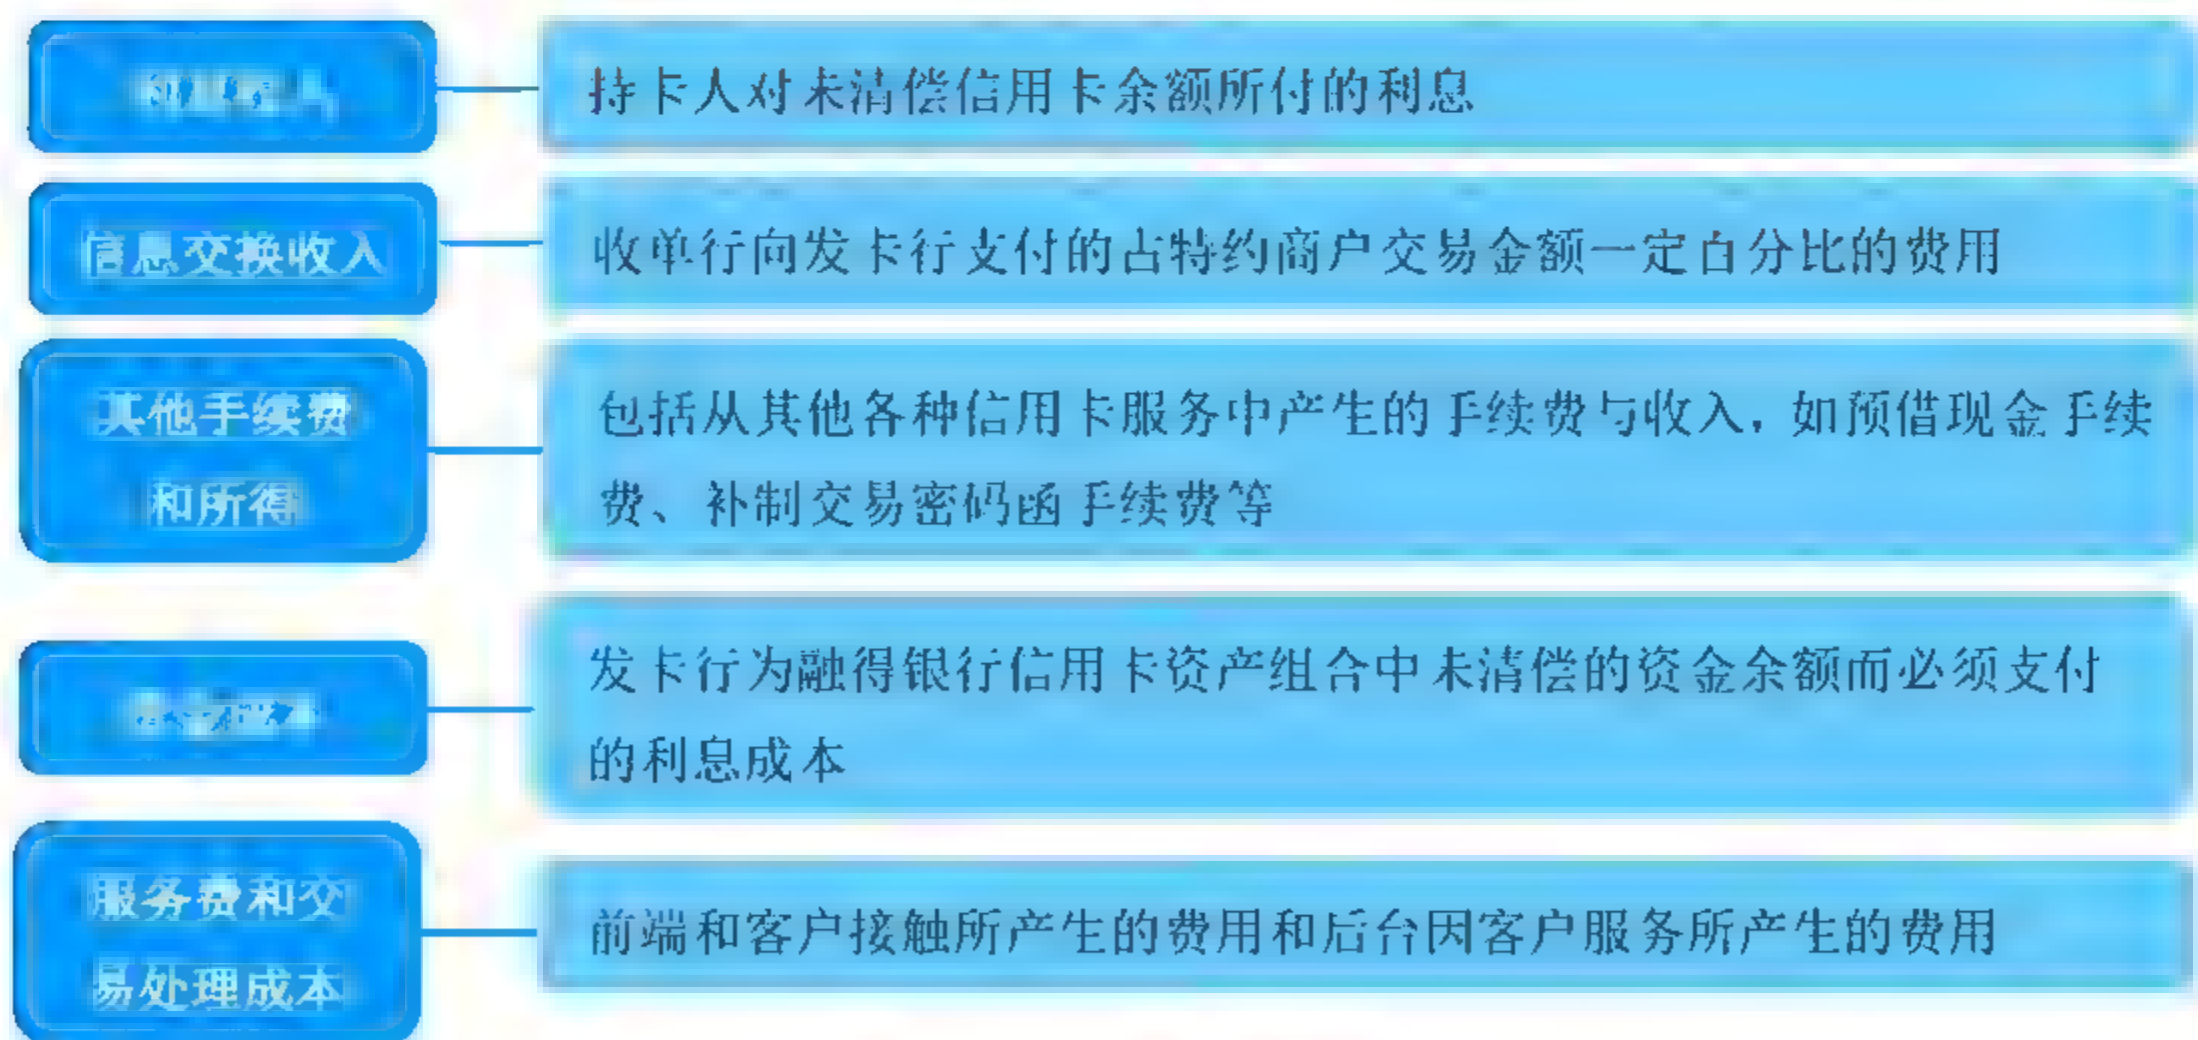 持卡人对未清偿信用卡余额所付的利息
信息交换收入
收单行向发卡行支付的占特约商户交易金额一定百分比的费用
其他手续费
和所得
包括从其他各种信用卡服务中产生的手续费与收入，如预借现金手续
费、补制交易密码函手续费等
发卡行为融得银行信用卡资产组合中未清偿的资金余额而必须支付
的利息成本
服务费和交
易处理成本
前端和客户接触所产生的费用和后台因客户服务所产生的费用